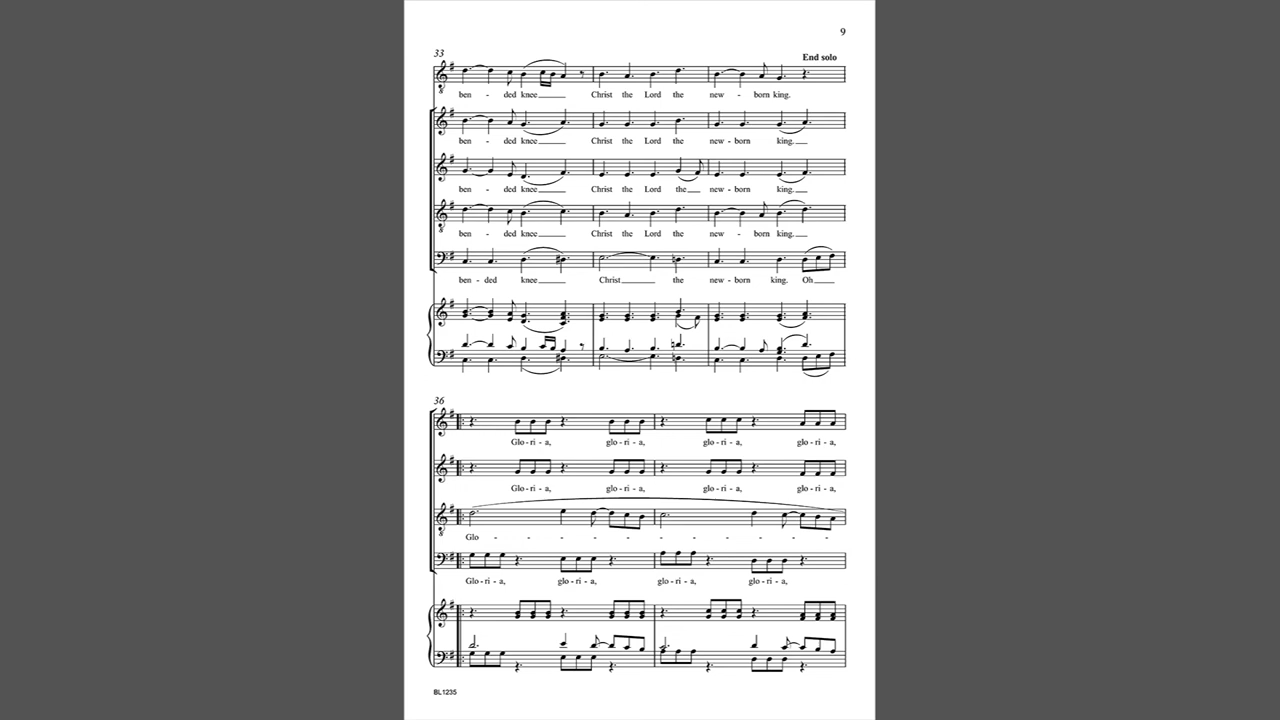 9
33
End solo
ben - ded knee Christ the Lord the new - born king.
ben - ded knee Christ the Lord the new - born king.
ben - ded knee Christ the Lord the new - born king.
ben - ded knee Christ the Lord the new - born king.
ben - ded knee Christ the new - born king. Oh
36
Glo - ri - a, glo - ri - a, glo - ri - a, glo - ri - a,
Glo - ri - a, glo - ri - a, glo - ri - a, glo - ri - a,
Glo - - - - - - - -
Glo - ri - a, glo - ri - a, glo - ri - a, glo - ri - a,
BL1235